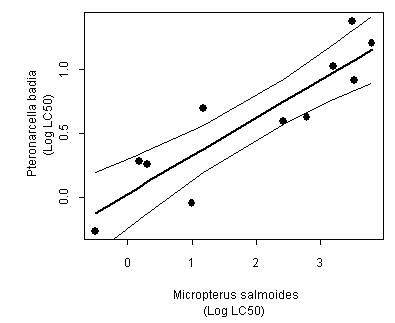 Pteronarcella badia
(Log LC50)
1.0
0.5
0.0
0 1 2 3
Micropterus salmoides
(Log LC50)